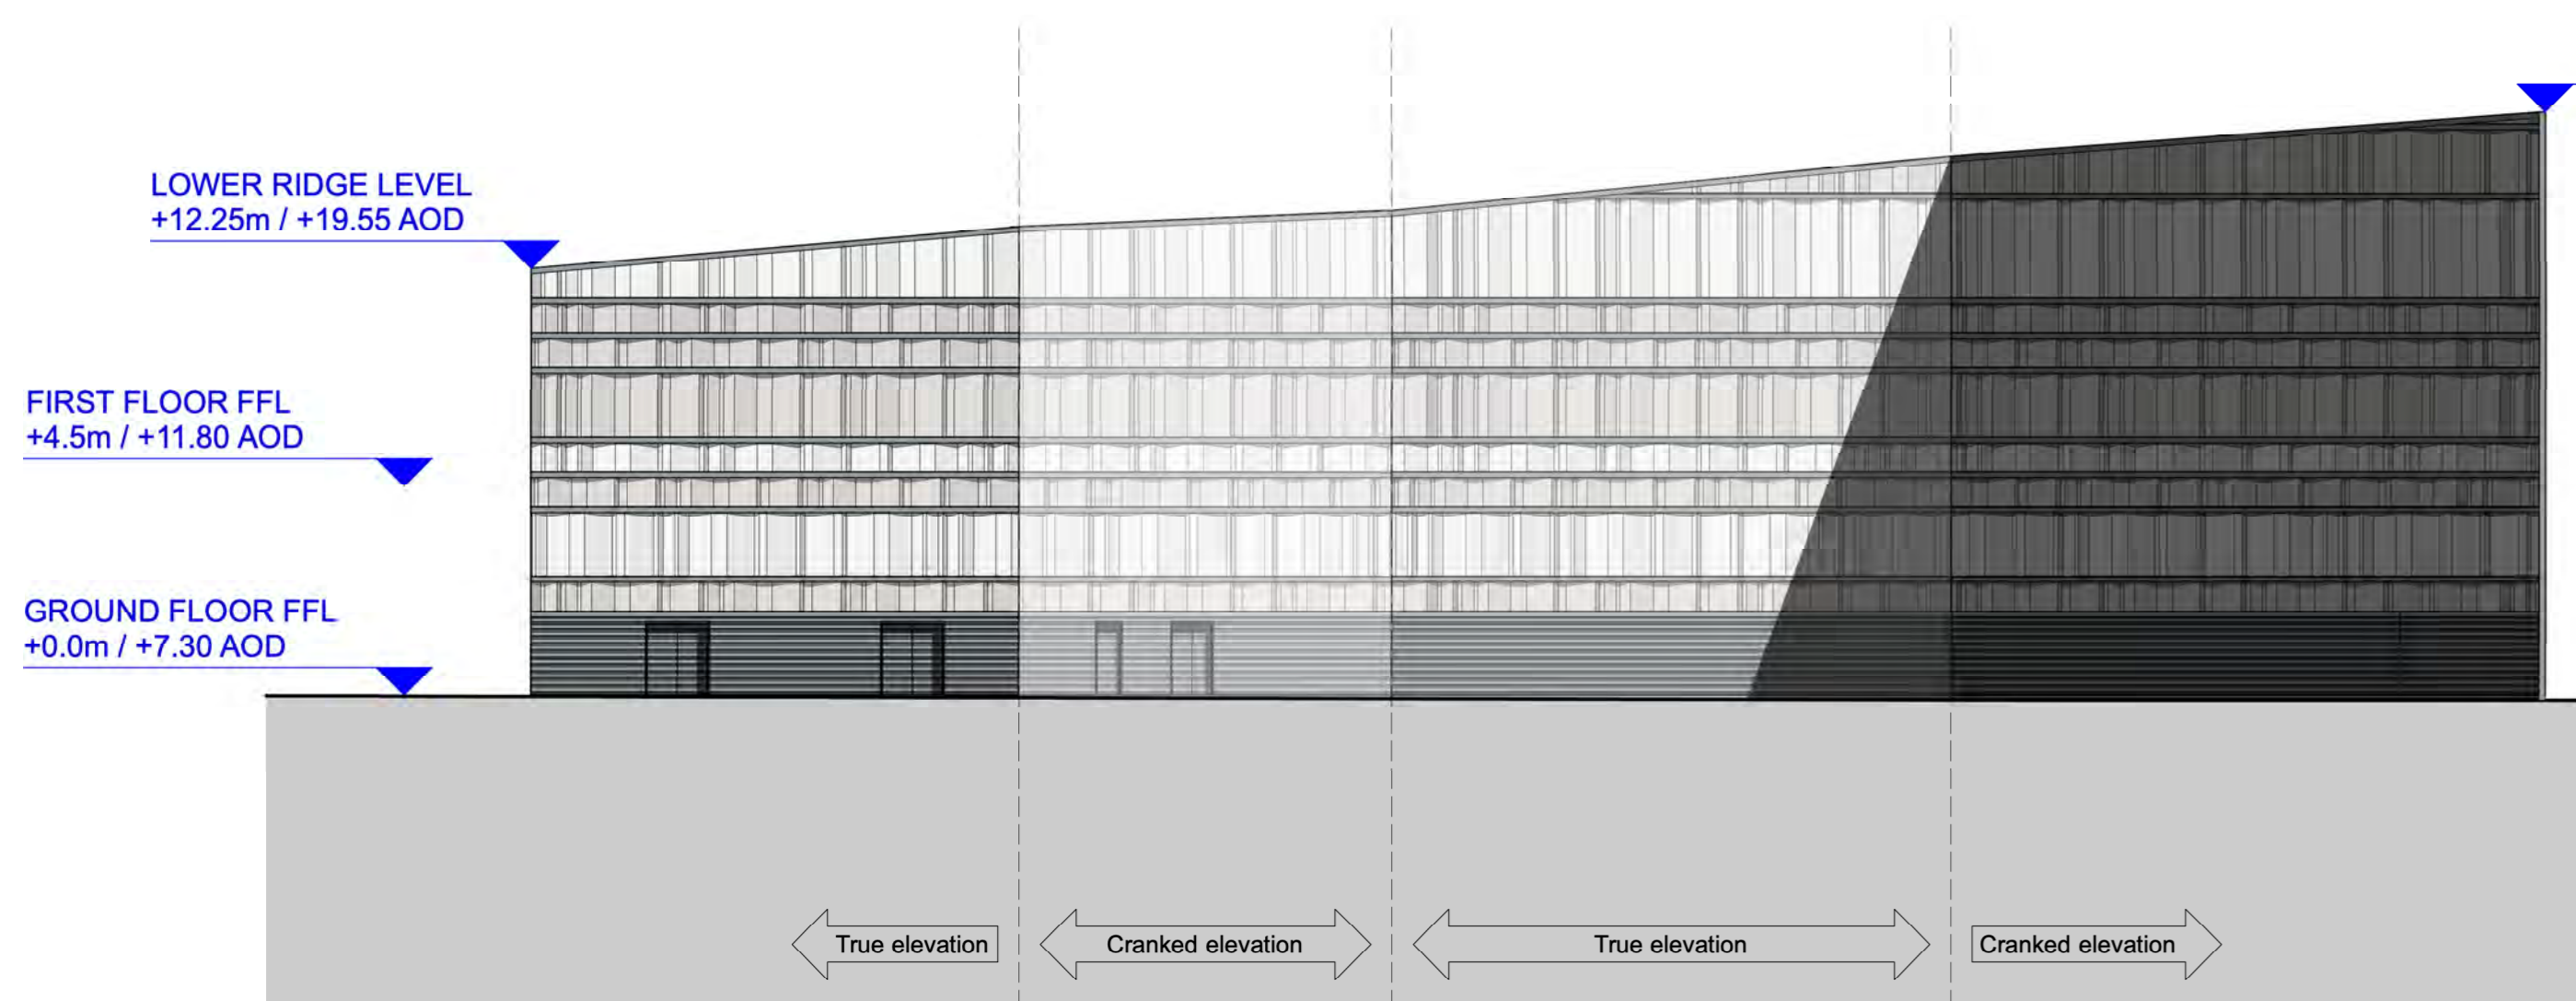 LOWER RIDGE LEVEL
+12.25m / +19.55 AOD
FIRST FLOOR FFL
+4.5m / +11.80 AOD
GROUND FLOOR FFL
+0.0m / +7.30 AOD
True elevation
Cranked elevation
True elevation
Cranked elevation